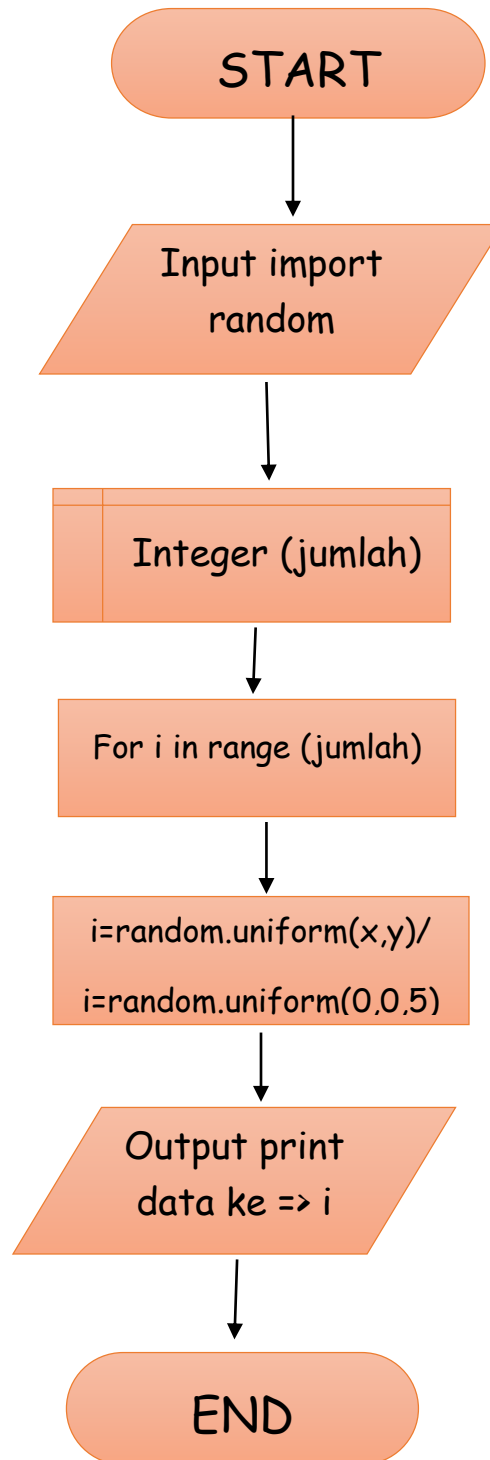 START
Input import
random
Integer (jumlah)
For i in range (jumlah)
i=random.uniform(x,y)/
i=random.uniform(0,0,5)
Output print
data ke => i
END